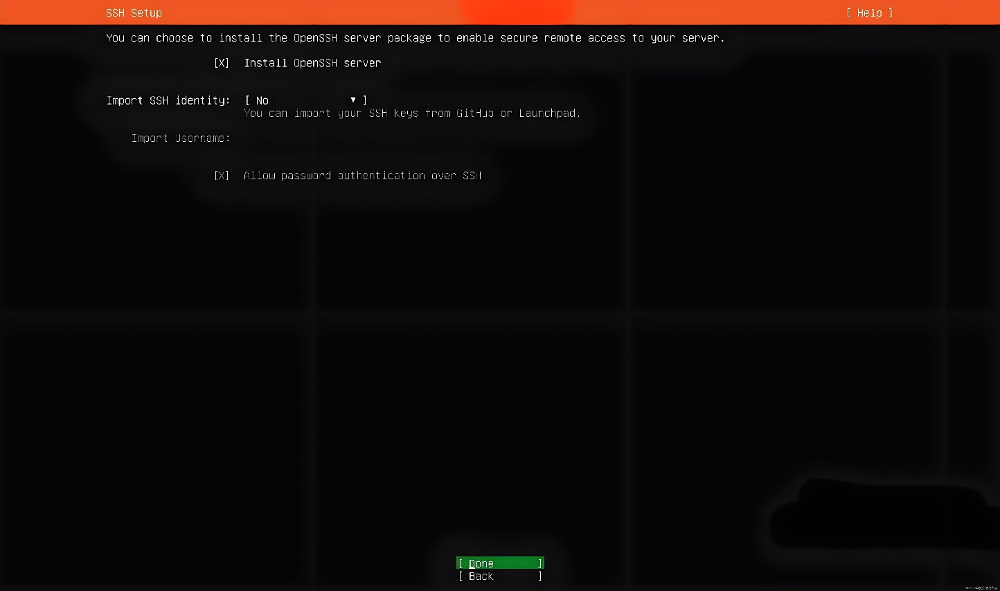 SSH Setup [ Help ]
You can choose to install the OpenSSH server package to enable secure remote access to your server.
[X] Install OpenSSH server
Import SSH identity: [ No ▼ ]
You can import your SSH keys from GitHub or Launchpad.
Import Username:
[X] Allow password authentication over SSH
[ Done ]
[ Back ]